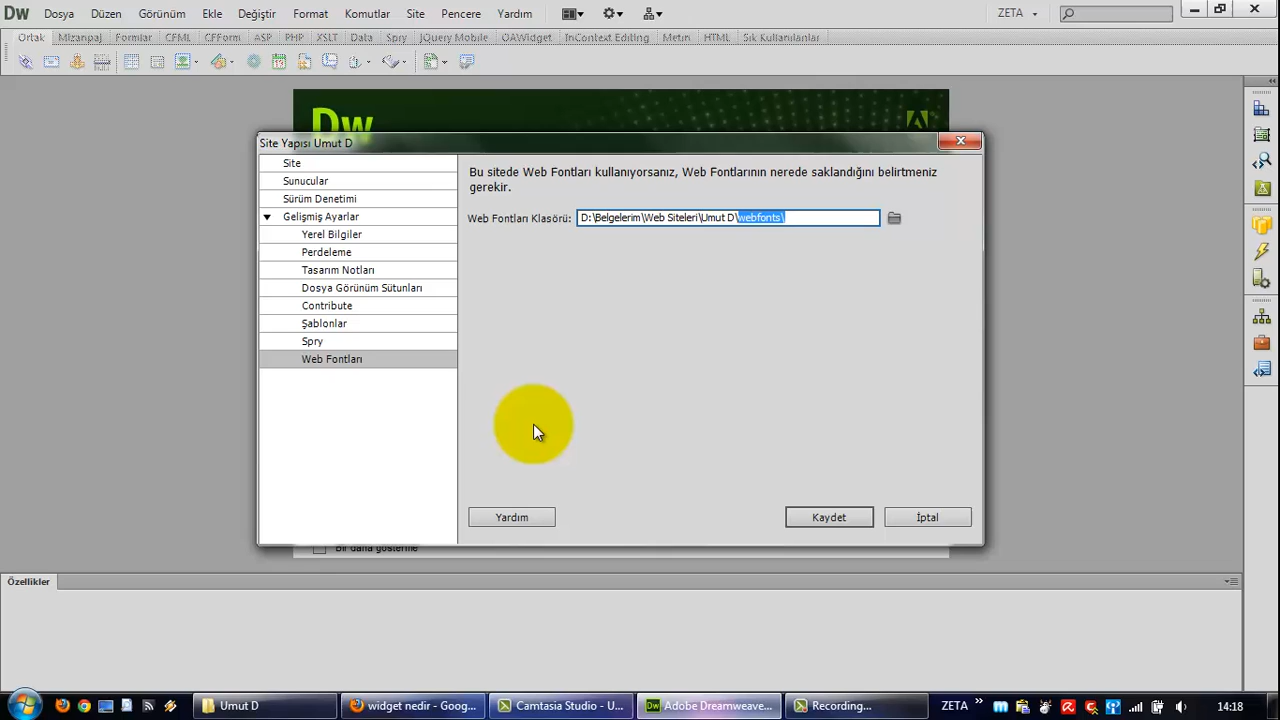 Dw
Dosya
Düzen
Görünüm
Ekle
Değiştir
Format
Komutlar
Site
Pencere
Yardım
ZETA
Ortak
Mizanpaj
Formlar
CFML
CFForm
ASP
PHP
XSLT
Data
Spry
jQuery Mobile
OAWidget
InContext Editing
Metin
HTML
Sık Kullanılanlar
Dw
Site Yapısı Umut D
Site
Sunucular
Sürüm Denetimi
Gelişmiş Ayarlar
Yerel Bilgiler
Perdeleme
Tasarım Notları
Dosya Görünüm Sütunları
Contribute
Şablonlar
Spry
Web Fontları
Bu sitede Web Fontları kullanıyorsanız, Web Fontlarının nerede saklandığını belirtmeniz
gerekir.
Web Fontları Klasörü:
D:\Belgelerim\Web Siteleri\Umut D\webfonts\
Yardım
Kaydet
İptal
Bir daha gösterme
Özellikler
Umut D
widget nedir - Goog...
Camtasia Studio - U...
Adobe Dreamweave...
Recording...
ZETA
14:18